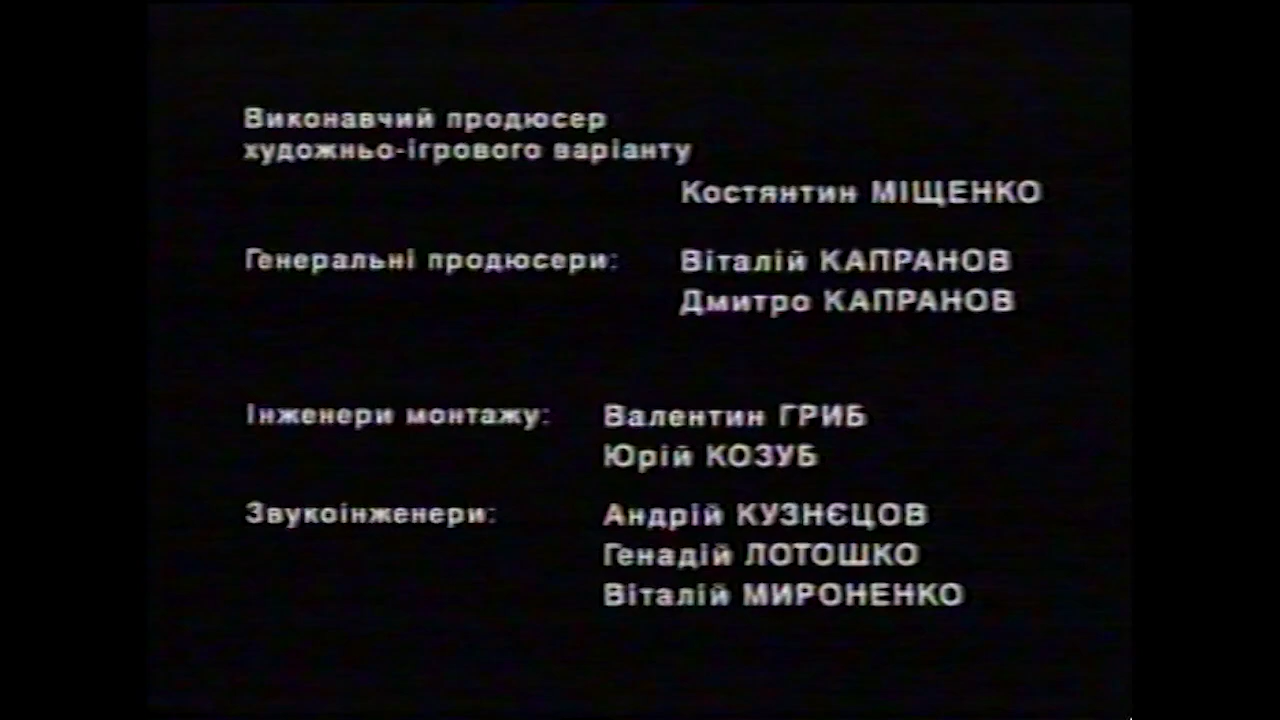 Виконавчий продюсер
художньо-ігрового варіанту
Костянтин МІЩЕНКО
Генеральні продюсери: Віталій КАПРАНОВ
Дмитро КАПРАНОВ
Інженери монтажу: Валентин ГРИБ
Юрій КОЗУБ
Звукоінженери: Андрій КУЗНЄЦОВ
Генадій ЛОТОШКО
Віталій МИРОНЕНКО